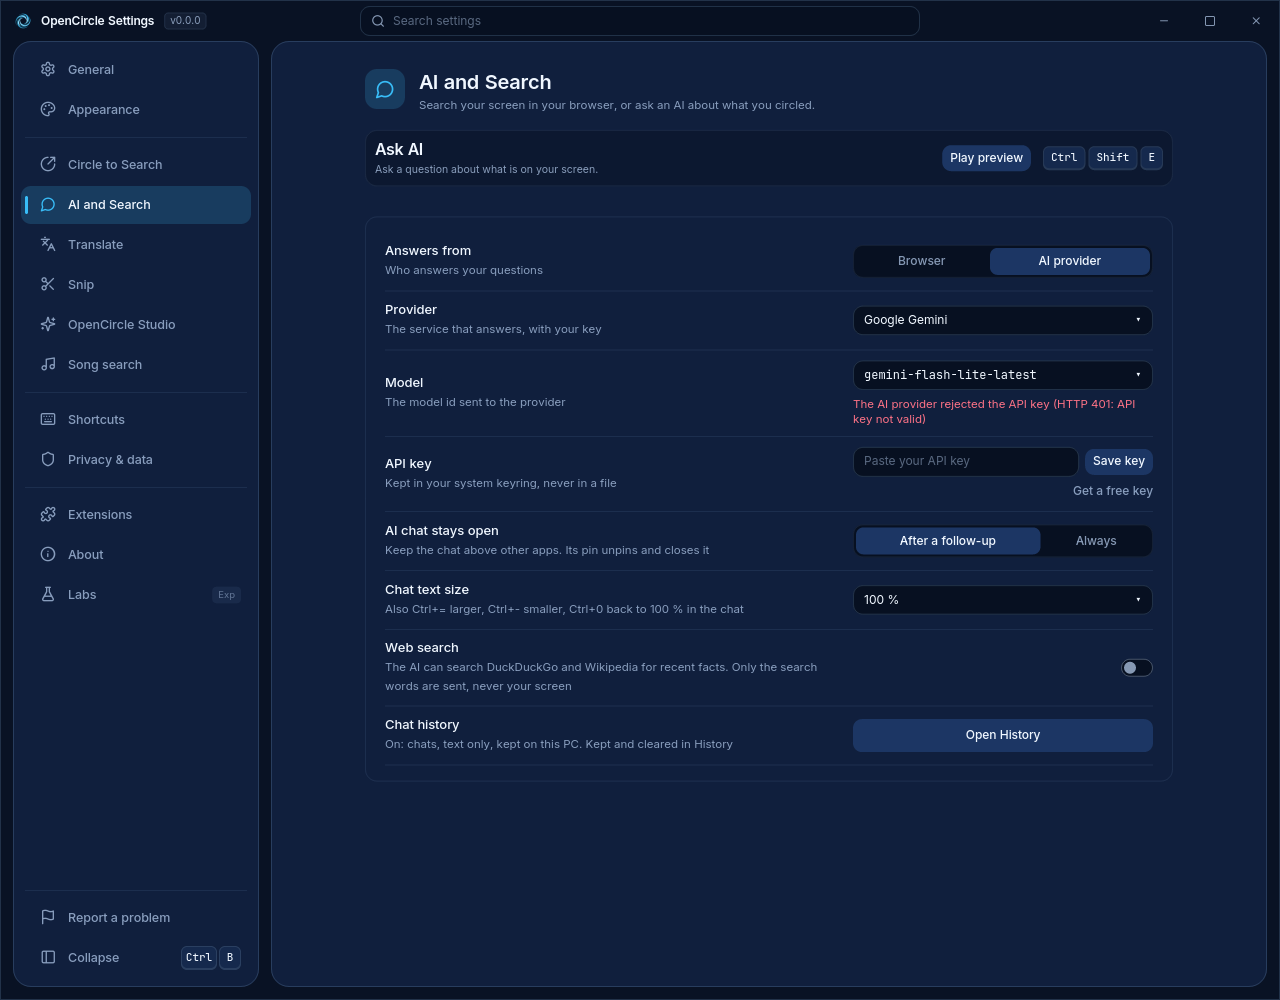 OpenCircle Settings v0.0.0
Search settings
General
Appearance
Circle to Search
AI and Search
Translate
Snip
OpenCircle Studio
Song search
Shortcuts
Privacy & data
Extensions
About
Labs Exp
Report a problem
Collapse Ctrl B
AI and Search
Search your screen in your browser, or ask an AI about what you circled.
Ask AI
Ask a question about what is on your screen.
Play preview Ctrl Shift E
Answers from
Who answers your questions
Browser AI provider
Provider
The service that answers, with your key
Google Gemini
Model
The model id sent to the provider
gemini-flash-lite-latest
The AI provider rejected the API key (HTTP 401: API
key not valid)
API key
Kept in your system keyring, never in a file
Paste your API key Save key
Get a free key
AI chat stays open
Keep the chat above other apps. Its pin unpins and closes it
After a follow-up Always
Chat text size
Also Ctrl+= larger, Ctrl+- smaller, Ctrl+0 back to 100 % in the chat
100 %
Web search
The AI can search DuckDuckGo and Wikipedia for recent facts. Only the search
words are sent, never your screen
Chat history
On: chats, text only, kept on this PC. Kept and cleared in History
Open History